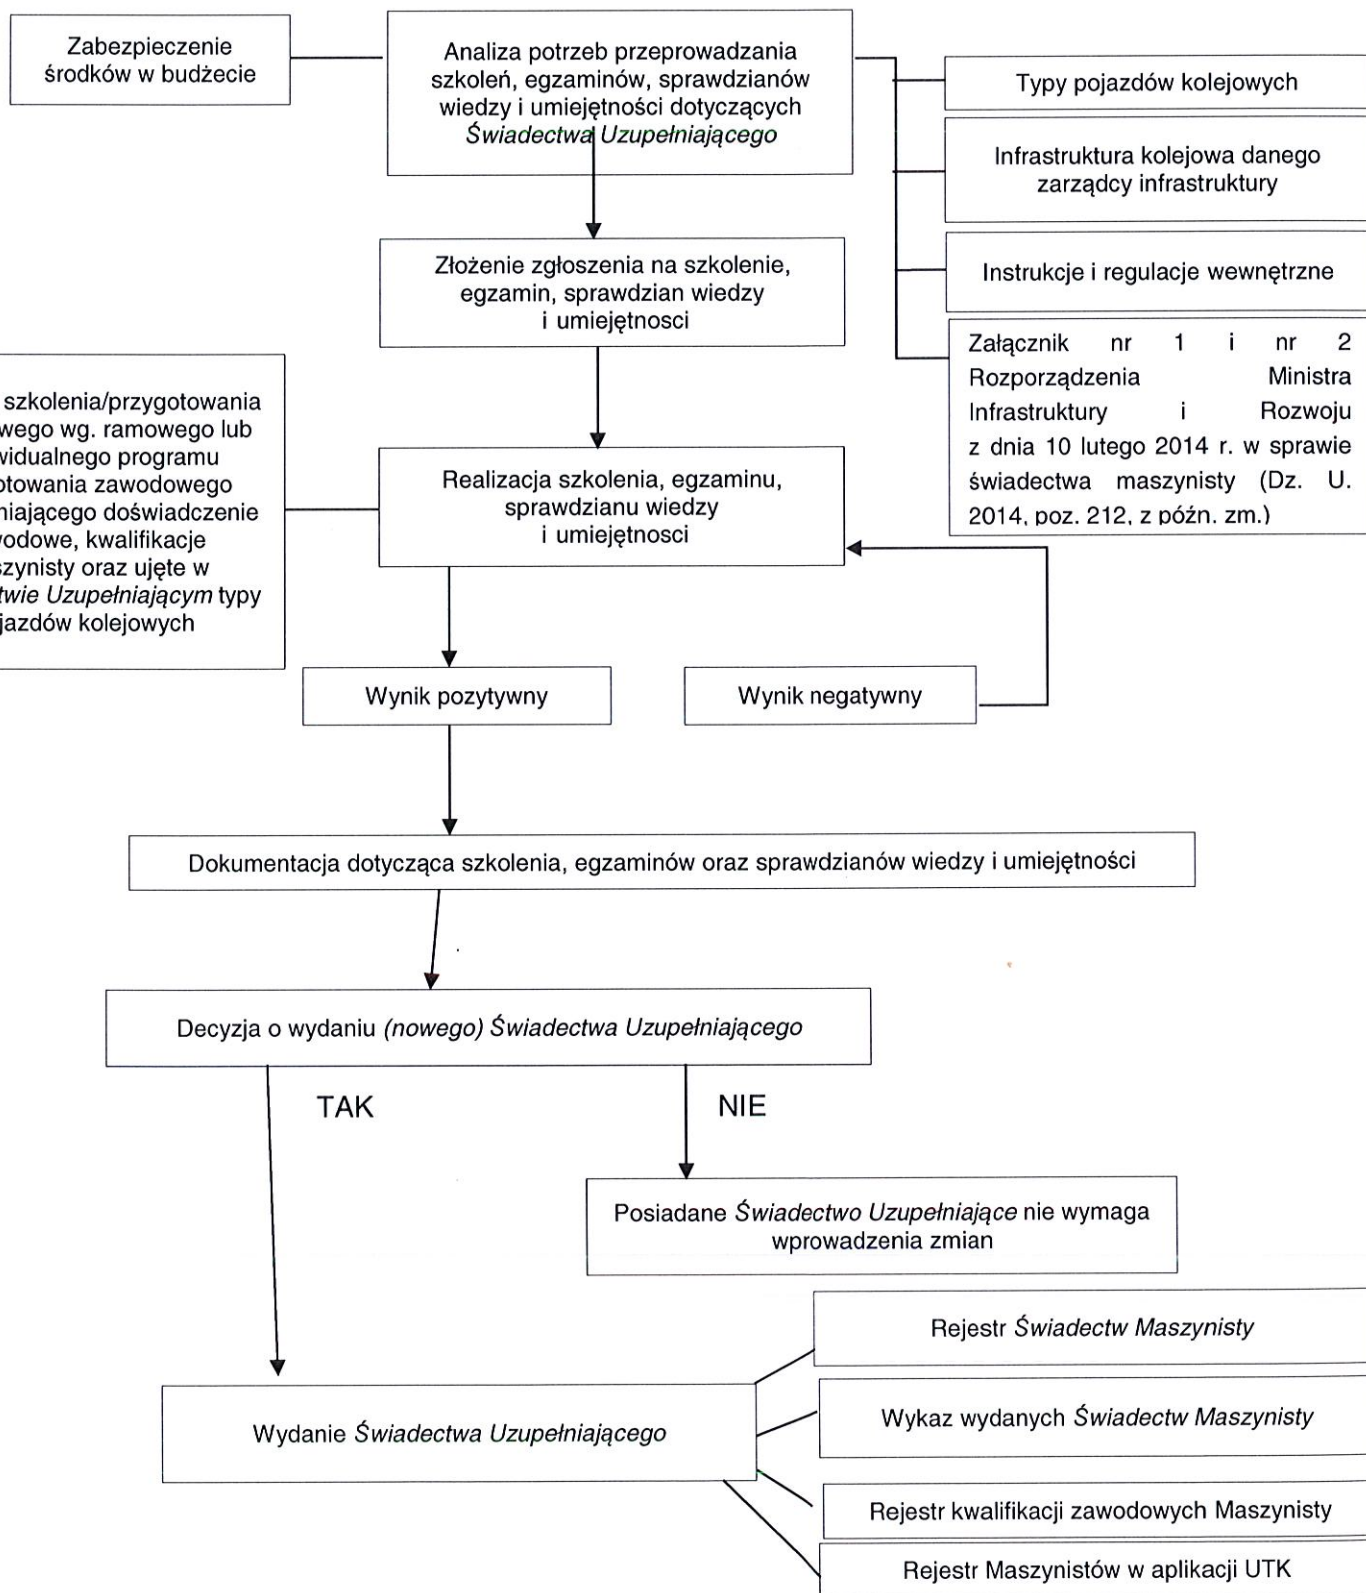 Zabezpieczenie
środków w budżecie
Analiza potrzeb przeprowadzania
szkoleń, egzaminów, sprawdzianów
wiedzy i umiejętności dotyczących
Świadectwa Uzupełniającego
Typy pojazdów kolejowych
Infrastruktura kolejowa danego
zarządcy infrastruktury
Instrukcje i regulacje wewnętrzne
Załącznik nr 1 i nr 2
Rozporządzenia Ministra
Infrastruktury i Rozwoju
z dnia 10 lutego 2014 r. w sprawie
świadectwa maszynisty (Dz. U.
2014, poz. 212, z późn. zm.)
Złożenie zgłoszenia na szkolenie,
egzamin, sprawdzian wiedzy
i umiejętnosci
szkolenia/przygotowania
wego wg. ramowego lub
widualnego programu
otowania zawodowego
niającego doświadczenie
wodowe, kwalifikacje
szynisty oraz ujęte w
twie Uzupełniającym typy
jazdów kolejowych
Realizacja szkolenia, egzaminu,
sprawdzianu wiedzy
i umiejętnosci
Wynik pozytywny
Wynik negatywny
Dokumentacja dotycząca szkolenia, egzaminów oraz sprawdzianów wiedzy i umiejętności
Decyzja o wydaniu (nowego) Świadectwa Uzupełniającego
TAK
NIE
Posiadane Świadectwo Uzupełniające nie wymaga
wprowadzenia zmian
Wydanie Świadectwa Uzupełniającego
Rejestr Świadectw Maszynisty
Wykaz wydanych Świadectw Maszynisty
Rejestr kwalifikacji zawodowych Maszynisty
Rejestr Maszynistów w aplikacji UTK